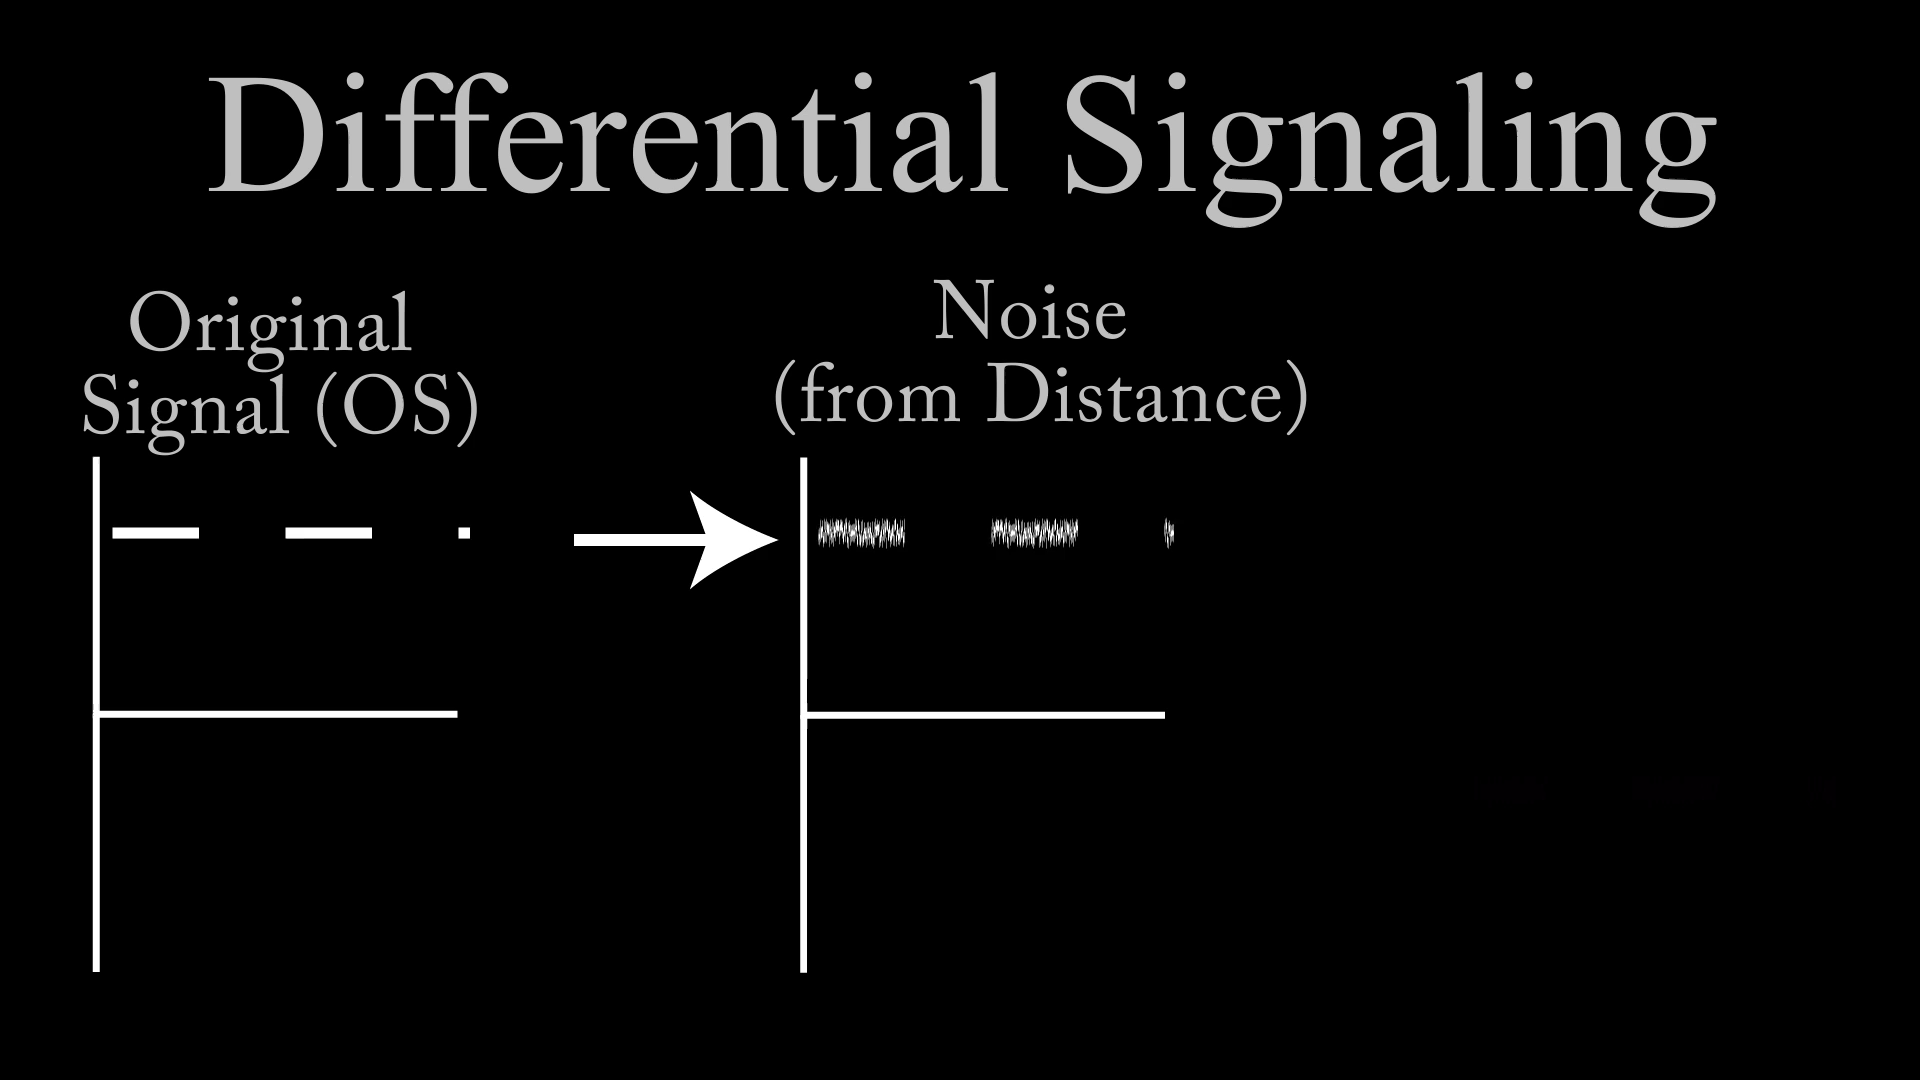 Differential Signaling
Original
Signal (OS)
Noise
(from Distance)